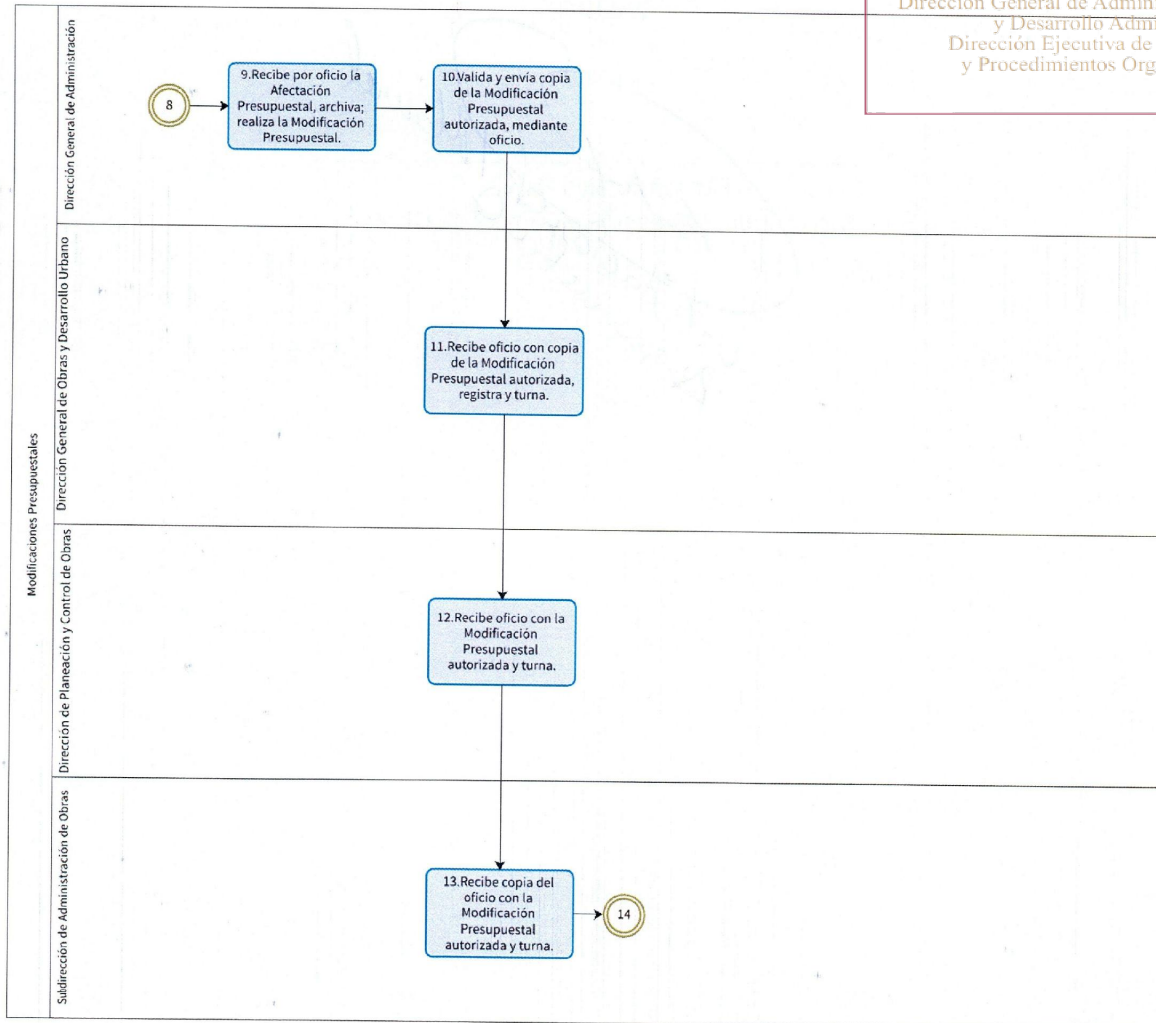 Dirección General de
y Desarrollo
Dirección Ejecutiva de
y Procedimientos
Modificaciones Presupuestales
Dirección General de Administración
8
9.Recibe por oficio la
Afectación
Presupuestal, archiva;
realiza la Modificación
Presupuestal.
10.Valida y envía copia
de la Modificación
Presupuestal
autorizada, mediante
oficio.
Dirección General de Obras y Desarrollo Urbano
11.Recibe oficio con copia
de la Modificación
Presupuestal autorizada,
registra y turna.
Dirección de Planeación y Control de Obras
12.Recibe oficio con la
Modificación
Presupuestal
autorizada y turna.
Subdirección de Administración de Obras
13.Recibe copia del
oficio con la
Modificación
Presupuestal
autorizada y turna.
14